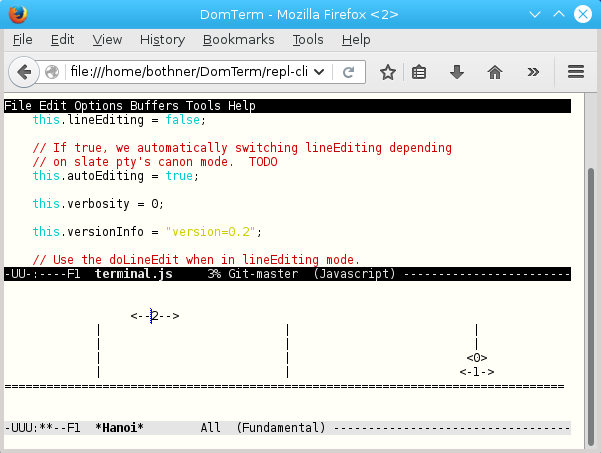 DomTerm - Mozilla Firefox <2>
File Edit View History Bookmarks Tools Help
file:///home/bothner/DomTerm/repl-cli
File Edit Options Buffers Tools Help
this.lineEditing = false;
// If true, we automatically switching lineEditing depending
// on slate pty's canon mode.  TODO
this.autoEditing = true;
this.verbosity = 0;
this.versionInfo = "version=0.2";
// Use the doLineEdit when in lineEditing mode.
-UU-:----F1  terminal.js     3% Git-master  (Javascript) ------------------------
<--2-->
|                          |                          |
|                          |                          |
|                          |                         <0>
|                          |                        <-1->
================================================================================
-UUU:**--F1  *Hanoi*        All  (Fundamental) ----------------------------------